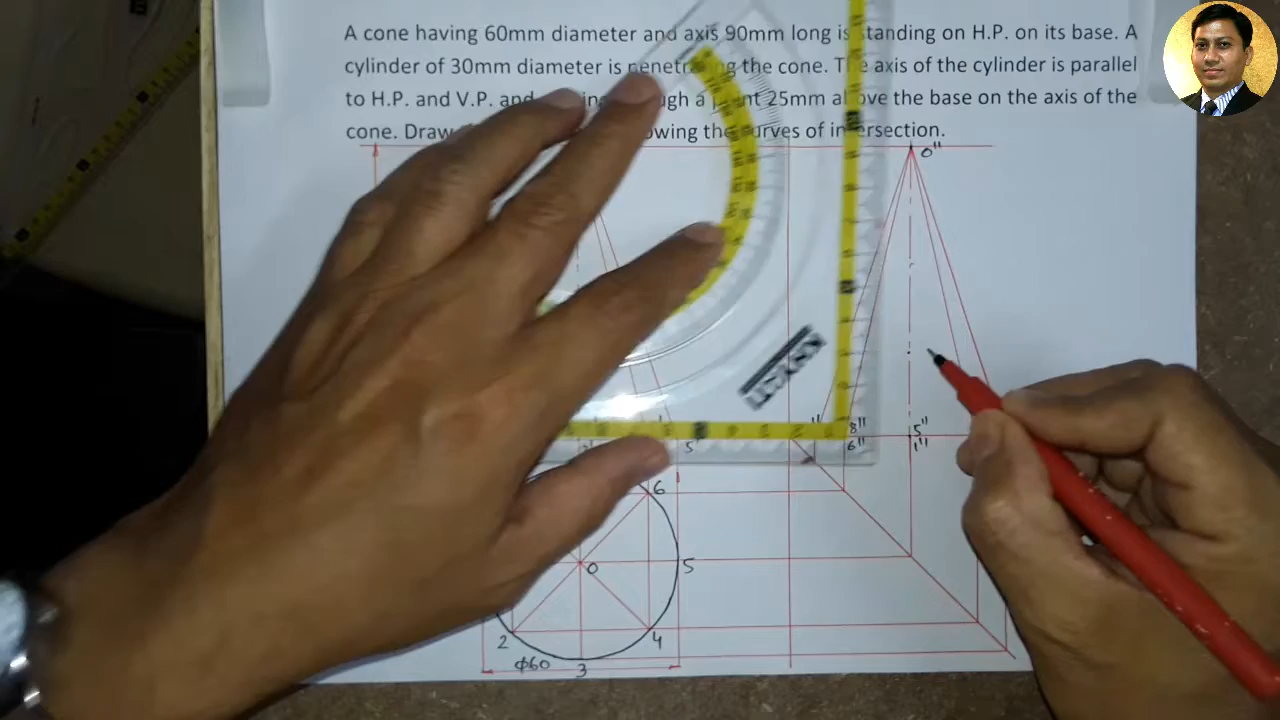 A cone having 60mm diameter and axis 90mm long is standing on H.P. on its base. A
cylinder of 30mm diameter is penetrating the cone. The axis of the cylinder is parallel
to H.P. and V.P. and a point 25mm above the base on the axis of the
cone. Draw the curves of intersection.
o"
8" 5"
6" 1"
6
O 5
2 4
ϕ60 3